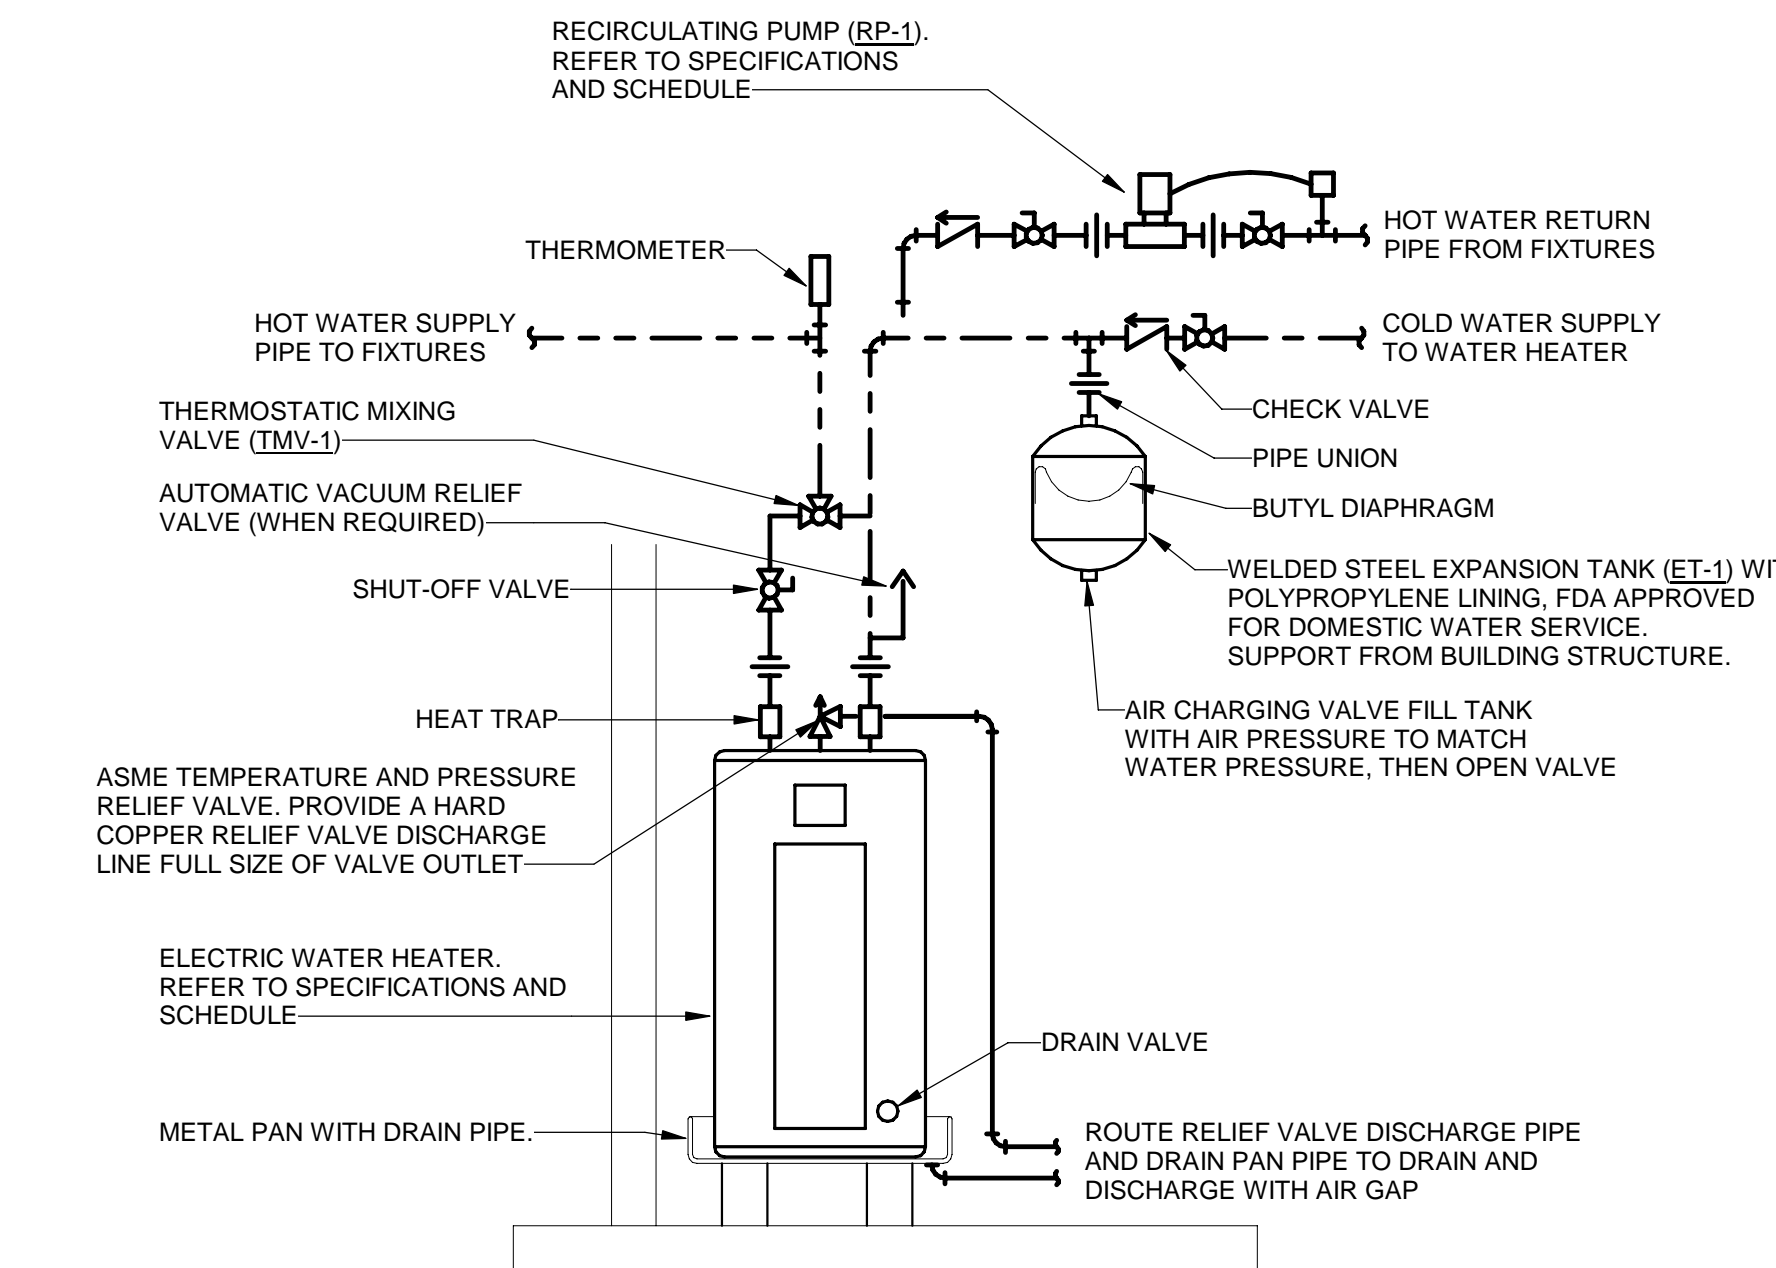 RECIRCULATING PUMP (RP-1).
REFER TO SPECIFICATIONS
AND SCHEDULE
HOT WATER RETURN
PIPE FROM FIXTURES
THERMOMETER
HOT WATER SUPPLY
PIPE TO FIXTURES
COLD WATER SUPPLY
TO WATER HEATER
THERMOSTATIC MIXING
VALVE (TMV-1)
CHECK VALVE
PIPE UNION
AUTOMATIC VACUUM RELIEF
VALVE (WHEN REQUIRED)
BUTYL DIAPHRAGM
SHUT-OFF VALVE
WELDED STEEL EXPANSION TANK (ET-1) WIT
POLYPROPYLENE LINING, FDA APPROVED
FOR DOMESTIC WATER SERVICE.
SUPPORT FROM BUILDING STRUCTURE.
HEAT TRAP
AIR CHARGING VALVE FILL TANK
WITH AIR PRESSURE TO MATCH
WATER PRESSURE, THEN OPEN VALVE
ASME TEMPERATURE AND PRESSURE
RELIEF VALVE. PROVIDE A HARD
COPPER RELIEF VALVE DISCHARGE
LINE FULL SIZE OF VALVE OUTLET
ELECTRIC WATER HEATER.
REFER TO SPECIFICATIONS AND
SCHEDULE
DRAIN VALVE
METAL PAN WITH DRAIN PIPE.
ROUTE RELIEF VALVE DISCHARGE PIPE
AND DRAIN PAN PIPE TO DRAIN AND
DISCHARGE WITH AIR GAP